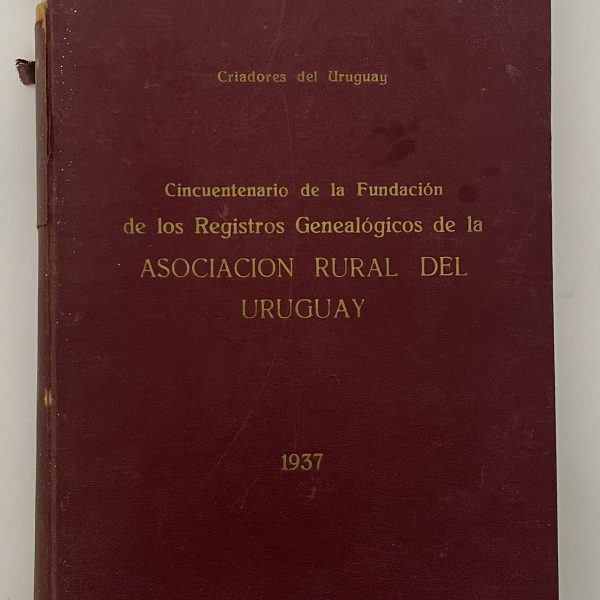 Criadores del Uruguay
Cincuentenario de la Fundación
de los Registros Genealógicos de la
ASOCIACION RURAL DEL
URUGUAY
1937